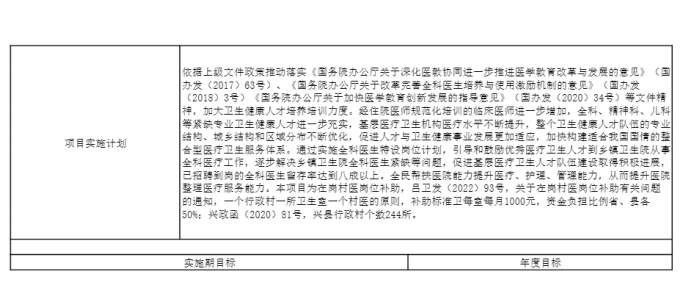 依据上级文件政策推动落实《国务院办公厅关于深化医教协同进一步推进医学教育改革与发展的意见》（国
办发（2017）63号）、《国务院办公厅关于改革完善全科医生培养与使用激励机制的意见》（国办发
（2018）3号）《国务院办公厅关于加快医学教育创新发展的指导意见》（国办发（2020）34号）等文件精
神，加大卫生健康人才培养培训力度，经住院医师规范化培训的临床医师进一步增加，全科、精神科、儿科
等紧缺专业卫生健康人才进一步充实，基层医疗卫生机构医疗水平不断提升，整个卫生健康人才队伍的专业
结构、城乡结构和区域分布不断优化，促进人才与卫生健康事业发展更加适应，加快构建适合我国国情的整
合型医疗卫生服务体系。通过实施全科医生特设岗位计划，引导和鼓励优秀医疗卫生人才到乡镇卫生院从事
全科医疗工作，逐步解决乡镇卫生院全科医生紧缺等问题，促进基层医疗卫生人才队伍建设取得积极进展，
已招聘到岗的全科医生留存率达到八成以上。全民帮扶医院能力提升医疗、护理、管理能力，从而提升医院
整理医疗服务能力。本项目为在岗村医岗位补助，吕卫发（2022）93号，关于在岗村医岗位补助有关问题
的通知，一个行政村一所卫生室一个村医的原则，补助标准卫每室每月1000元，资金负担比例省、县各
50%；兴政函（2020）81号，兴县行政村个数244所。
项目实施计划
实施期目标
年度目标